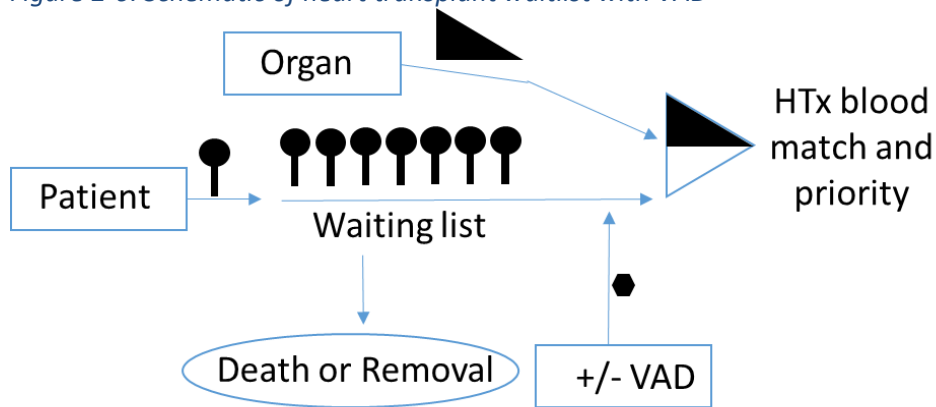 Organ
HTx blood
match and
priority
Patient
Waiting list
Death or Removal
+/- VAD